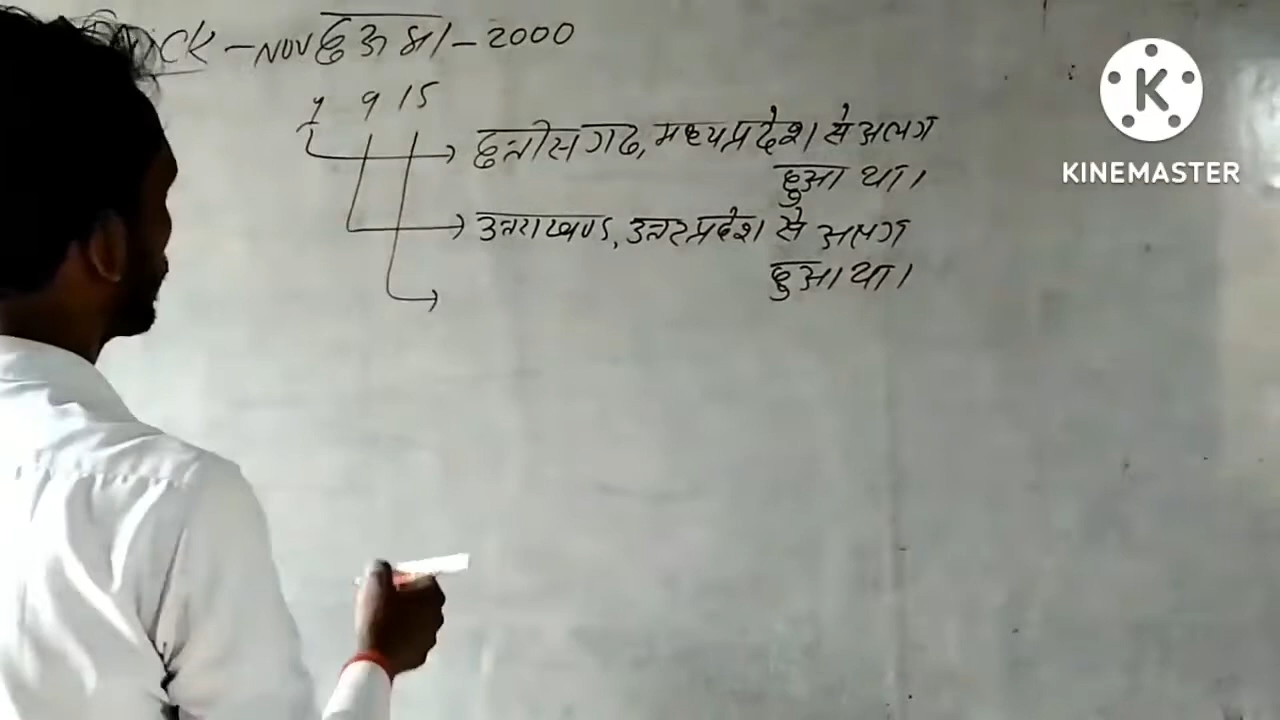 CK - NOV छ उ झा - 2000
1 9 15
छत्तीसगढ, मध्यप्रदेश से अलग
हुआ था।
उत्तराखण्ड, उत्तरप्रदेश से अलग
हुआ था।
K
KINEMASTER